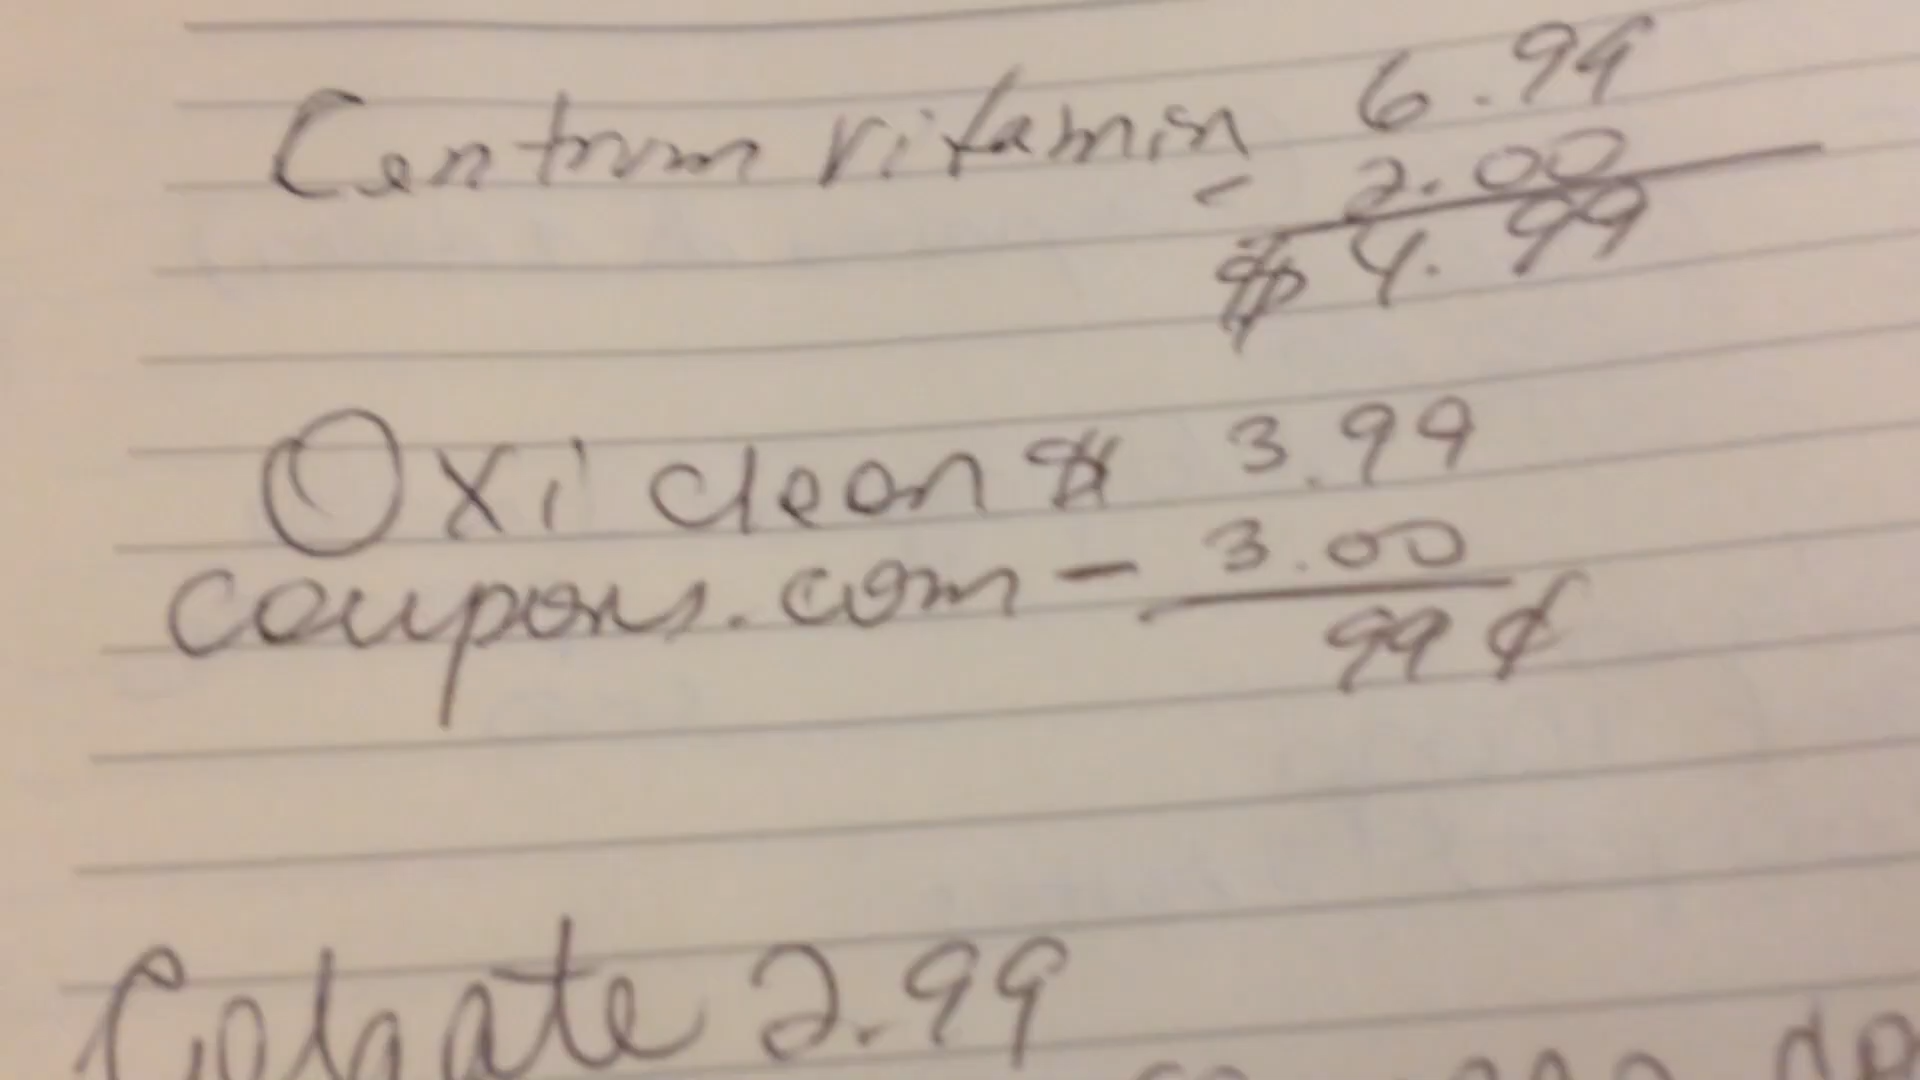 Centrum vitamin 6.99
- 2.00
$ 4.99
Oxi clean $ 3.99
coupons.com - 3.00
99 ¢
Colgate 2.99